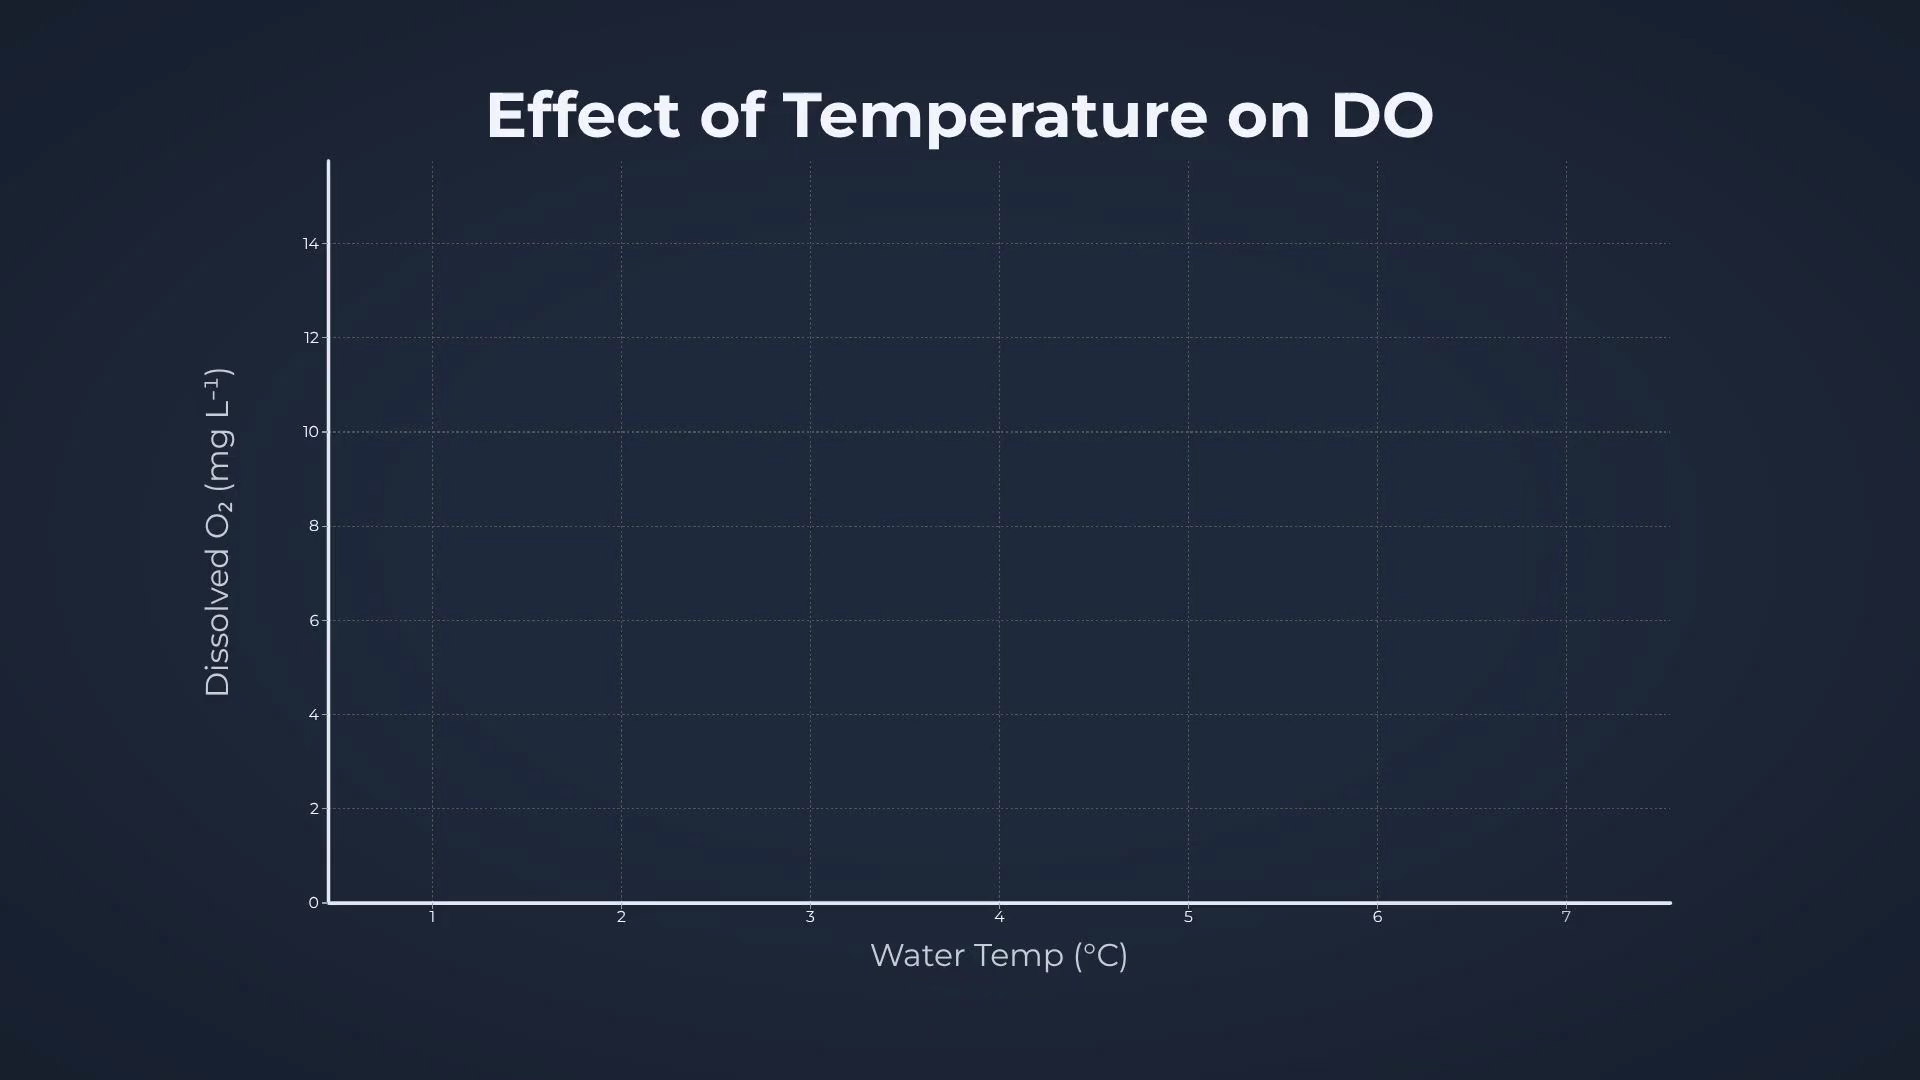 Effect of Temperature on DO
14
12
10
8
6
4
2
0
Dissolved O₂ (mg L⁻¹)
1 2 3 4 5 6 7
Water Temp (°C)